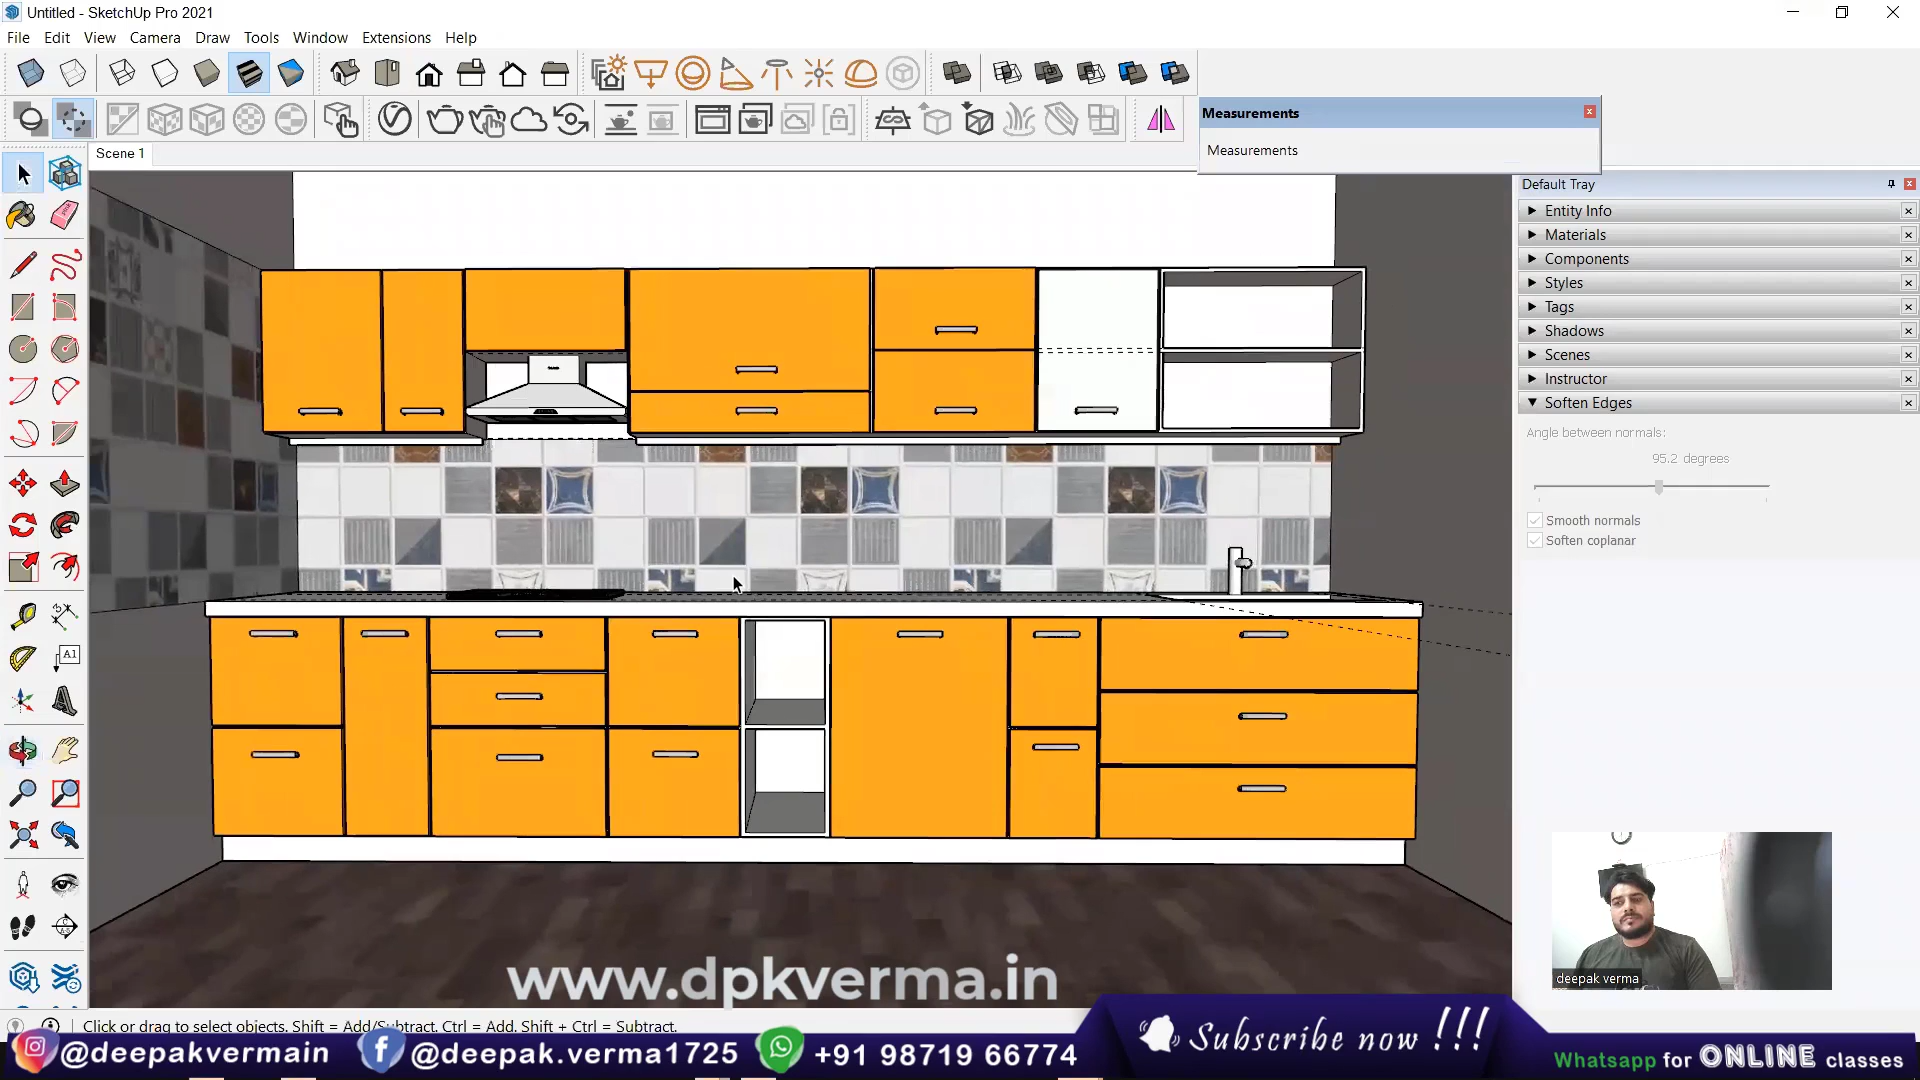 Untitled - SketchUp Pro 2021
File Edit View Camera Draw Tools Window Extensions Help
Measurements
Measurements
Scene 1
Default Tray
Entity Info
Materials
Components
Styles
Tags
Shadows
Scenes
Instructor
Soften Edges
Angle between normals:
95.2 degrees
Smooth normals
Soften coplanar
A1
www.dpkverma.in
deepak verma
Click or drag to select objects. Shift = Add/Subtract. Ctrl = Add. Shift + Ctrl = Subtract.
@deepakvermain @deepak.verma1725 +91 98719 66774
Subscribe now !!!
Whatsapp for ONLINE classes